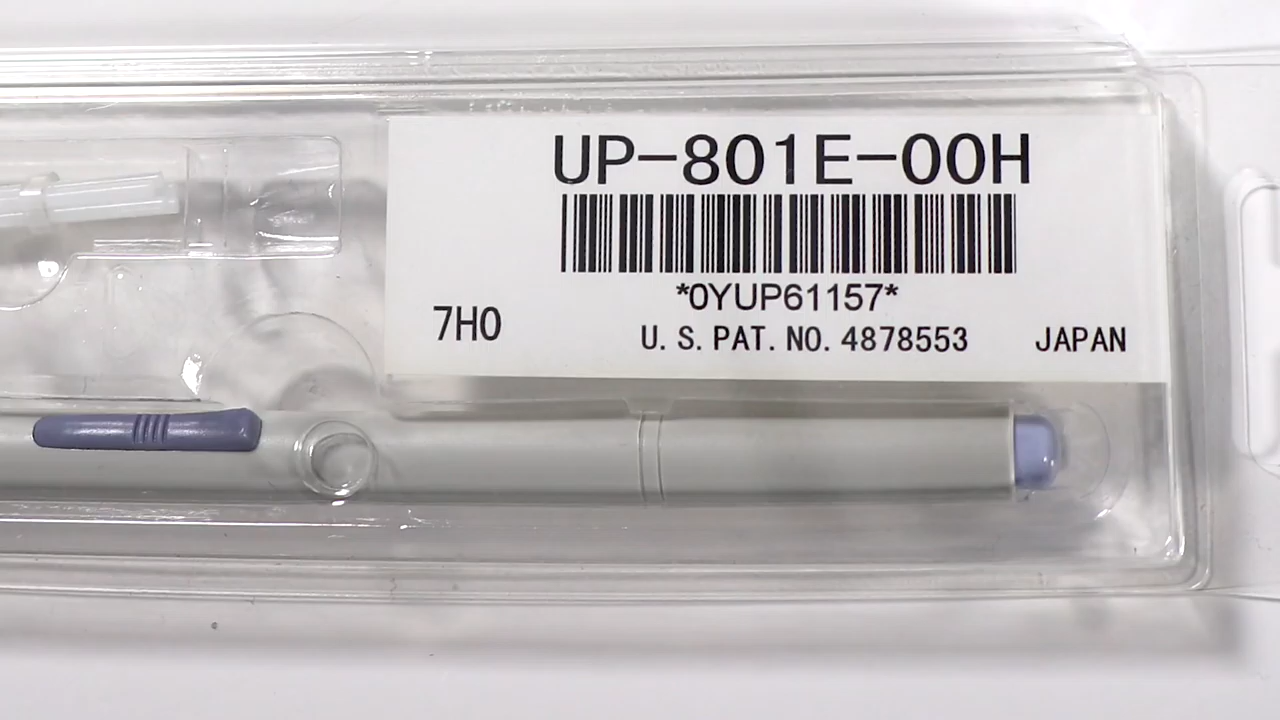 UP-801E-00H
*0YUP61157*
7H0
U.S.PAT.NO.4878553
JAPAN